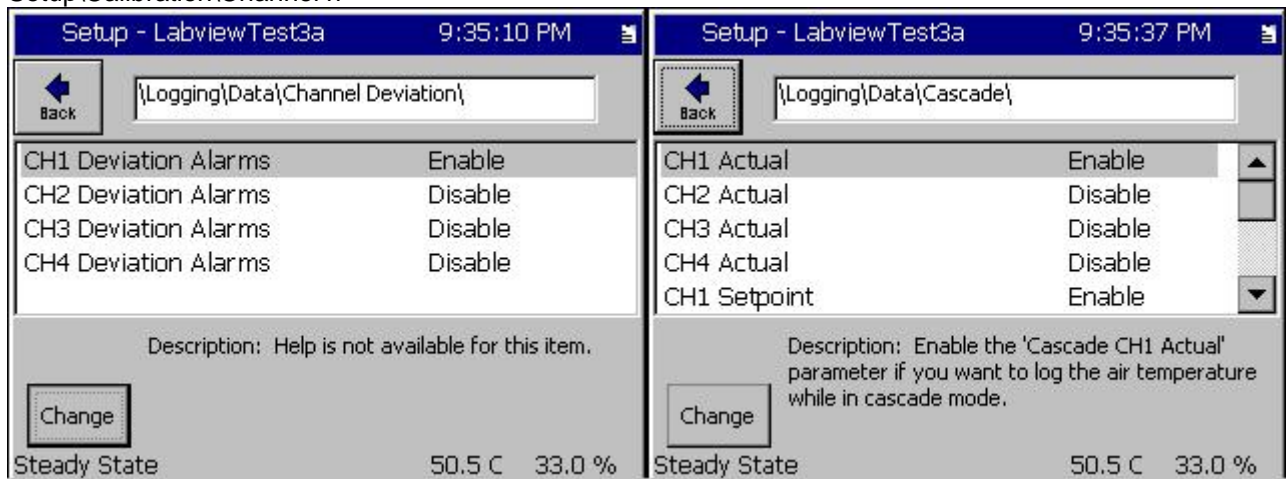 Setup - LabviewTest3a 9:35:10 PM
Back \Logging\Data\Channel Deviation\
CH1 Deviation Alarms Enable
CH2 Deviation Alarms Disable
CH3 Deviation Alarms Disable
CH4 Deviation Alarms Disable
Description: Help is not available for this item.
Change
Steady State 50.5 C 33.0 %
Setup - LabviewTest3a 9:35:37 PM
Back \Logging\Data\Cascade\
CH1 Actual Enable
CH2 Actual Disable
CH3 Actual Disable
CH4 Actual Disable
CH1 Setpoint Enable
Description: Enable the 'Cascade CH1 Actual'
parameter if you want to log the air temperature
while in cascade mode.
Change
Steady State 50.5 C 33.0 %